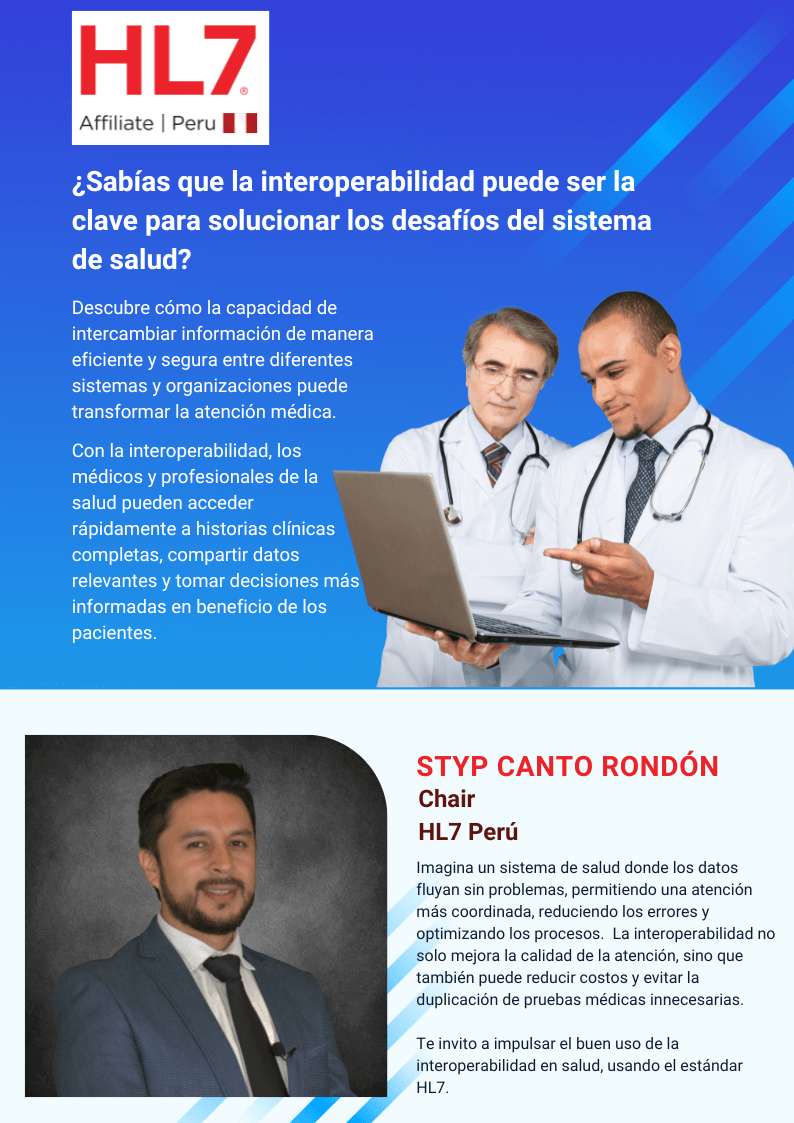 HL7®
Affiliate | Peru
¿Sabías que la interoperabilidad puede ser la
clave para solucionar los desafíos del sistema
de salud?
Descubre cómo la capacidad de
intercambiar información de manera
eficiente y segura entre diferentes
sistemas y organizaciones puede
transformar la atención médica.
Con la interoperabilidad, los
médicos y profesionales de la
salud pueden acceder
rápidamente a historias clínicas
completas, compartir datos
relevantes y tomar decisiones más
informadas en beneficio de los
pacientes.
STYP CANTO RONDÓN
Chair
HL7 Perú
Imagina un sistema de salud donde los datos
fluyan sin problemas, permitiendo una atención
más coordinada, reduciendo los errores y
optimizando los procesos.  La interoperabilidad no
solo mejora la calidad de la atención, sino que
también puede reducir costos y evitar la
duplicación de pruebas médicas innecesarias.
Te invito a impulsar el buen uso de la
interoperabilidad en salud, usando el estándar
HL7.